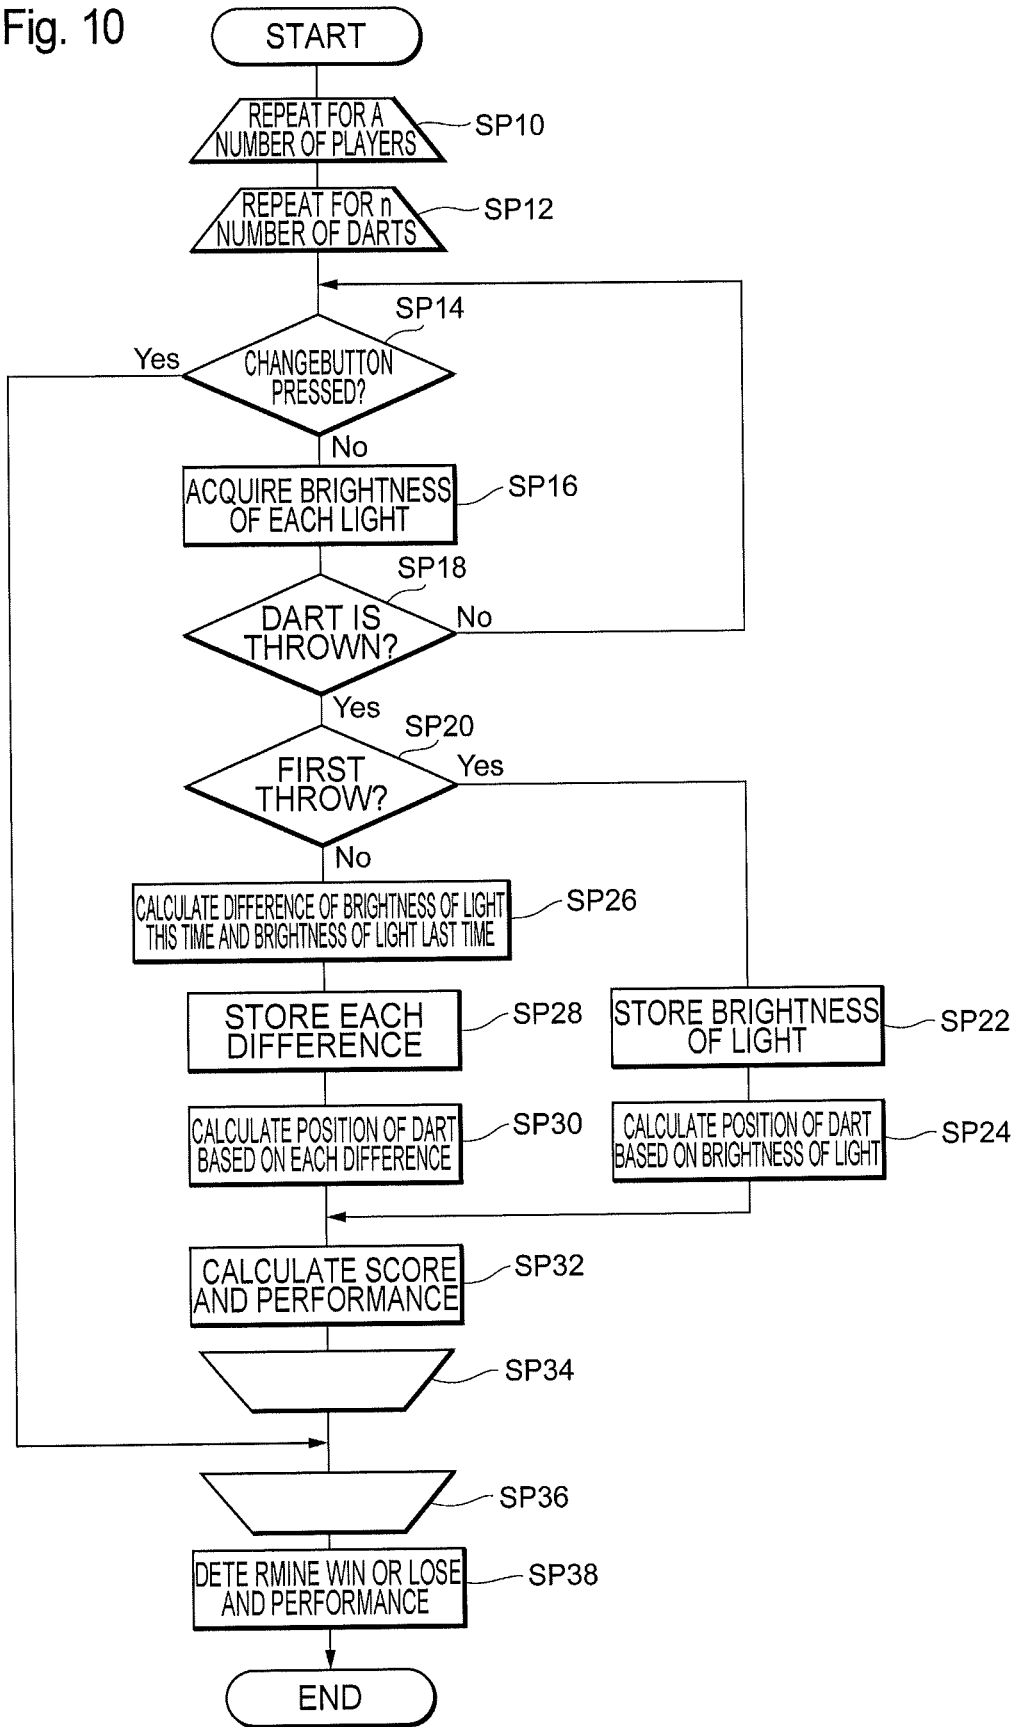 Fig. 10
START
REPEAT FOR A
NUMBER OF PLAYERS
SP10
REPEAT FOR n
NUMBER OF DARTS
SP12
SP14
Yes
CHANGEBUTTON
PRESSED?
No
ACQUIRE BRIGHTNESS
OF EACH LIGHT
SP16
SP18
DART IS
THROWN?
No
Yes
SP20
FIRST
THROW?
Yes
No
CALCULATE DIFFERENCE OF BRIGHTNESS OF LIGHT
THIS TIME AND BRIGHTNESS OF LIGHT LAST TIME
SP26
STORE EACH
DIFFERENCE
SP28
STORE BRIGHTNESS
OF LIGHT
SP22
CALCULATE POSITION OF DART
BASED ON EACH DIFFERENCE
SP30
CALCULATE POSITION OF DART
BASED ON BRIGHTNESS OF LIGHT
SP24
CALCULATE SCORE
AND PERFORMANCE
SP32
SP34
SP36
DETE RMINE WIN OR LOSE
AND PERFORMANCE
SP38
END